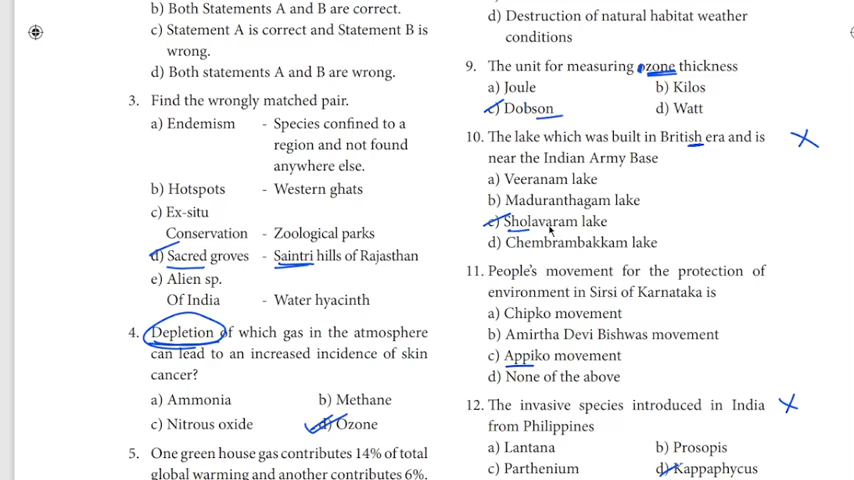 b) Both Statements A and B are correct.
c) Statement A is correct and Statement B is
wrong.
d) Both statements A and B are wrong.
3. Find the wrongly matched pair.
a) Endemism - Species confined to a
region and not found
anywhere else.
b) Hotspots - Western ghats
c) Ex-situ
Conservation - Zoological parks
d) Sacred groves - Saintri hills of Rajasthan
e) Alien sp.
Of India - Water hyacinth
4. Depletion of which gas in the atmosphere
can lead to an increased incidence of skin
cancer?
a) Ammonia b) Methane
c) Nitrous oxide d) Ozone
5. One green house gas contributes 14% of total
global warming and another contributes 6%.
d) Destruction of natural habitat weather
conditions
9. The unit for measuring ozone thickness
a) Joule b) Kilos
c) Dobson d) Watt
10. The lake which was built in British era and is
near the Indian Army Base
a) Veeranam lake
b) Maduranthagam lake
c) Sholavaram lake
d) Chembrambakkam lake
11. People's movement for the protection of
environment in Sirsi of Karnataka is
a) Chipko movement
b) Amirtha Devi Bishwas movement
c) Appiko movement
d) None of the above
12. The invasive species introduced in India
from Philippines
a) Lantana b) Prosopis
c) Parthenium d) Kappaphycus